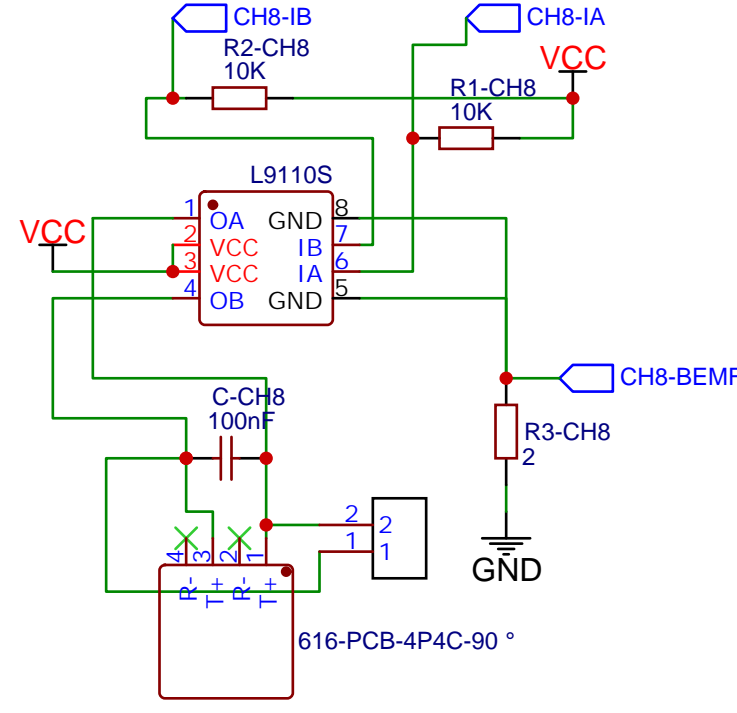 CH8-IB
CH8-IA
R2-CH8
10K
VCC
R1-CH8
10K
L9110S
1
OA
GND
8
2
VCC
IB
7
3
VCC
IA
6
4
OB
GND
5
VCC
CH8-BEMF
C-CH8
100nF
R3-CH8
2
2
2
1
1
GND
4
3
2
1
R-
T+
R-
T+
616-PCB-4P4C-90 °